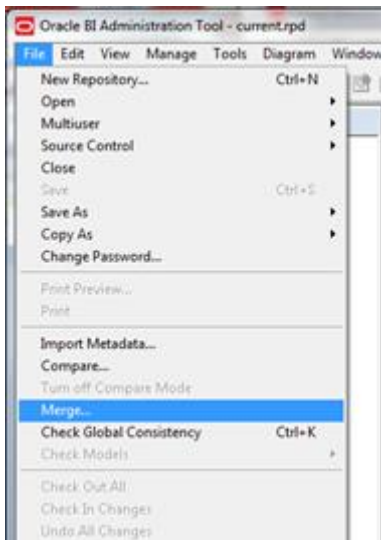 Oracle BI Administration Tool - current.rpd
File Edit View Manage Tools Diagram Window
New Repository... Ctrl+N
Open
Multiuser
Source Control
Close
Save Ctrl+S
Save As
Copy As
Change Password...
Print Preview...
Print
Import Metadata...
Compare...
Turn off Compare Mode
Merge...
Check Global Consistency Ctrl+K
Check Models
Check Out All
Check In Changes
Undo All Changes